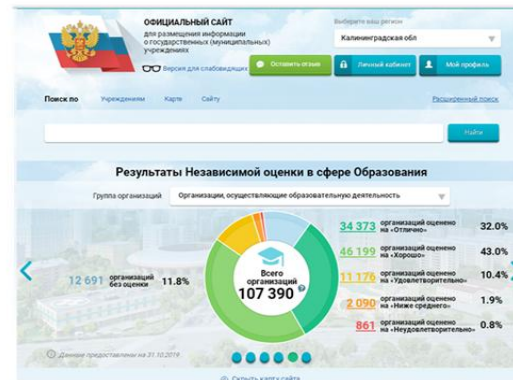 ОФИЦИАЛЬНЫЙ САЙТ
для размещения информации
о государственных (муниципальных)
учреждениях
Версия для слабовидящих
Оставить отзыв
Выберите ваш регион
Калининградская обл
Личный кабинет
Мой профиль
Поиск по
Учреждениям
Карте
Сайту
Расширенный поиск
Найти
Результаты Независимой оценки в сфере Образования
Группа организаций
Организации, осуществляющие образовательную деятельность
12 691 организаций без оценки 11.8%
Всего
организаций
107 390
34 373 организаций оценено на «Отлично» 32.0%
46 199 организаций оценено на «Хорошо» 43.0%
11 176 организаций оценено на «Удовлетворительно» 10.4%
2 090 организаций оценено на «Ниже среднего» 1.9%
861 организаций оценено на «Неудовлетворительно» 0.8%
Данные предоставлены на 31.10.2019
Скрыть карту сайта